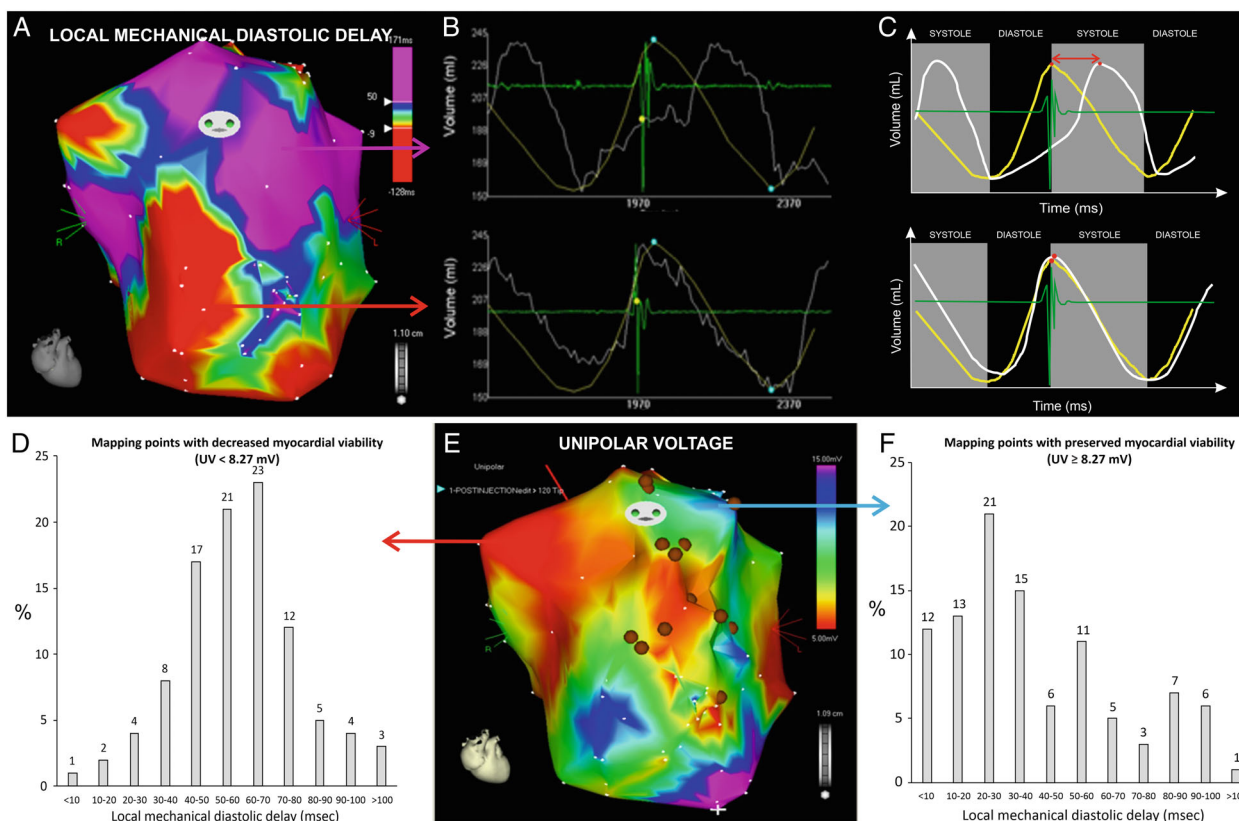 A
LOCAL MECHANICAL DIASTOLIC DELAY
171ms
50
-9
-128ms
R
L
1.10 cm
B
Volume (ml)
245
226
207
188
169
150
1970
2370
Volume (ml)
245
226
207
169
150
1970
2370
C
SYSTOLE DIASTOLE SYSTOLE DIASTOLE
Volume (mL)
Time (ms)
SYSTOLE DIASTOLE SYSTOLE DIASTOLE
Volume (mL)
Time (ms)
D
Mapping points with decreased myocardial viability
(UV < 8.27 mV)
%
25
20
15
10
5
0
1 2 4 8 17 21 23 12 5 4 3
<10 10-20 20-30 30-40 40-50 50-60 60-70 70-80 80-90 90-100 >100
Local mechanical diastolic delay (msec)
E
UNIPOLAR VOLTAGE
Unipolar
1-POSTINJECTIONedit > 120 Tip
15.00mV
5.00mV
R
L
1.09 cm
F
Mapping points with preserved myocardial viability
(UV ≥ 8.27 mV)
%
25
20
15
10
5
0
12 13 21 15 6 11 5 3 7 6 1
<10 10-20 20-30 30-40 40-50 50-60 60-70 70-80 80-90 90-100 >10
Local mechanical diastolic delay (msec)